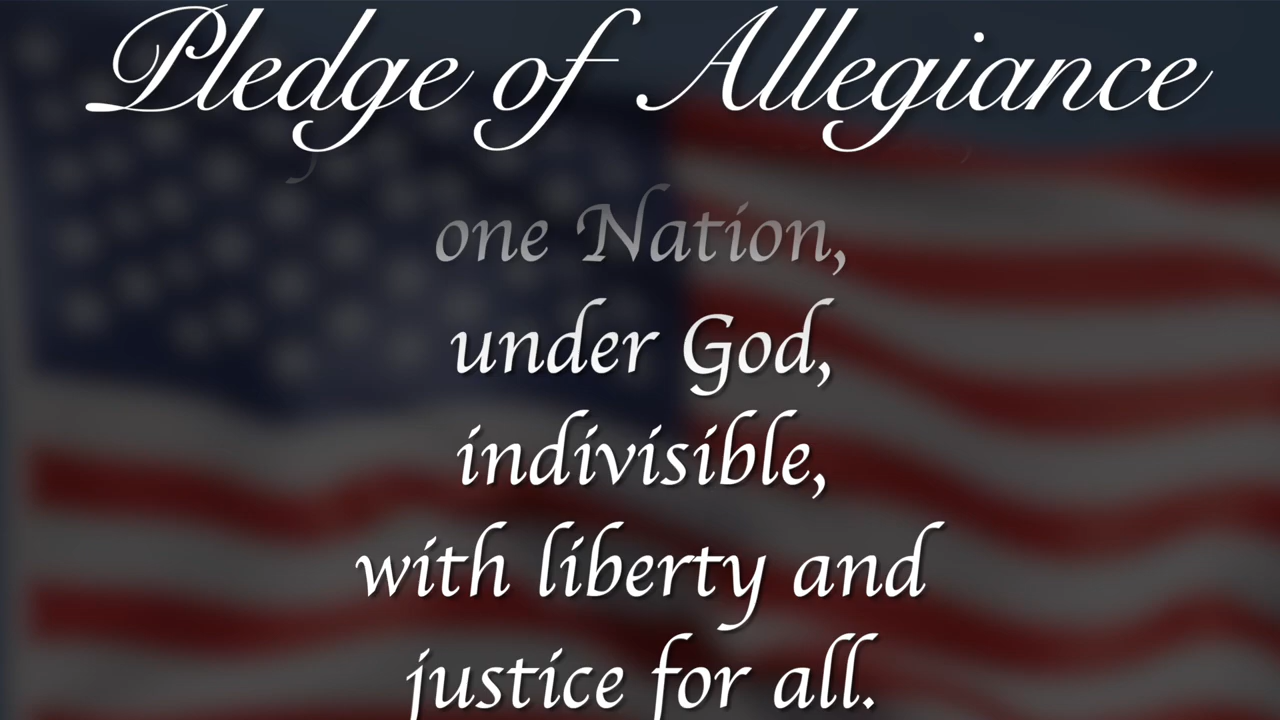 Pledge of Allegiance
one Nation,
under God,
indivisible,
with liberty and
justice for all.